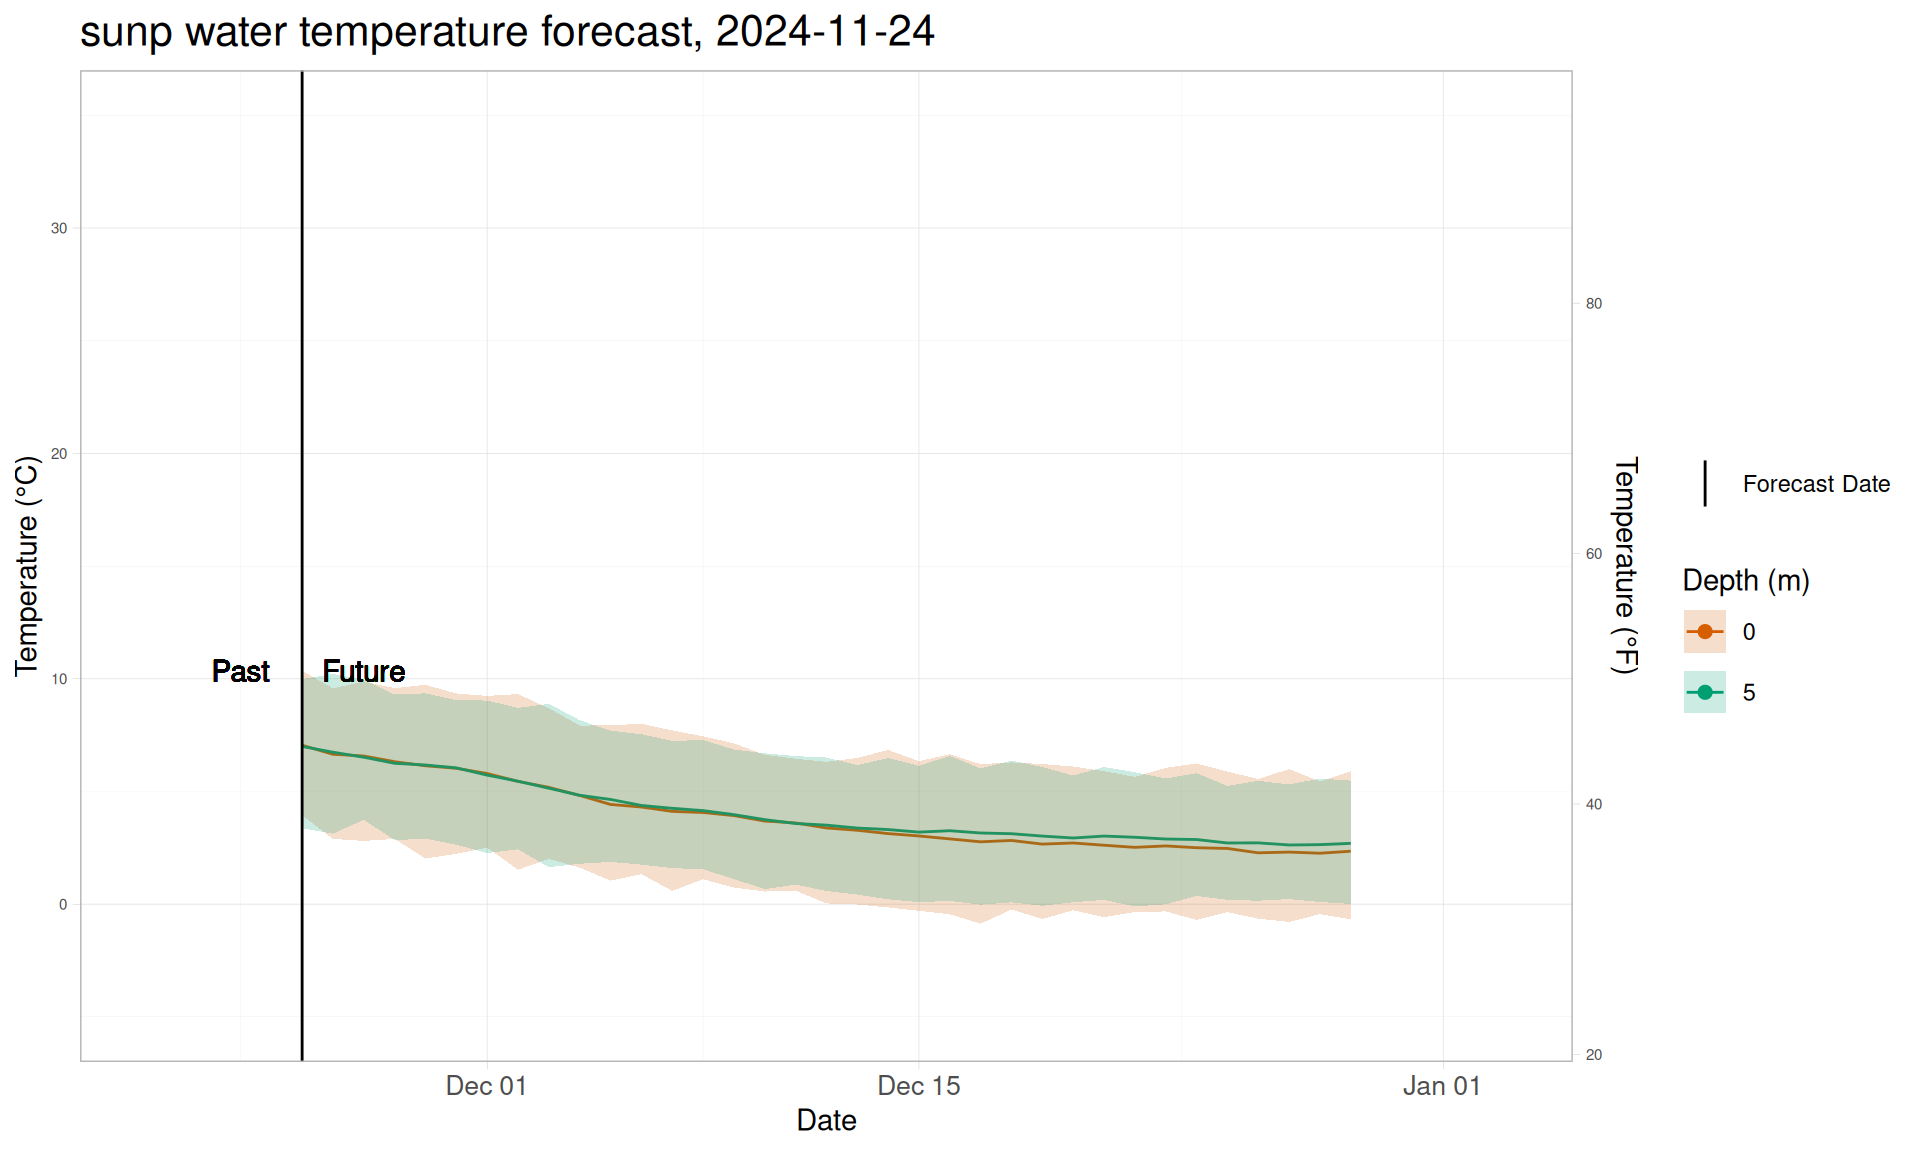 sunp water temperature forecast, 2024-11-24
Temperature (°C)
30
20
10
0
Past
Future
80
60
40
20
Temperature (°F)
Dec 01
Dec 15
Jan 01
Date
Forecast Date
Depth (m)
0
5